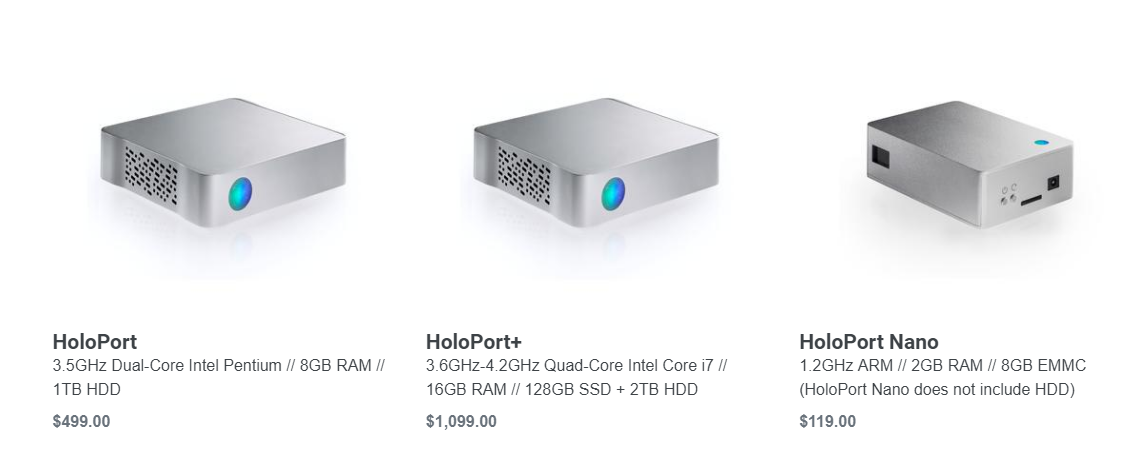 HoloPort
3.5GHz Dual-Core Intel Pentium // 8GB RAM //
1TB HDD
$499.00
HoloPort+
3.6GHz-4.2GHz Quad-Core Intel Core i7 //
16GB RAM // 128GB SSD + 2TB HDD
$1,099.00
HoloPort Nano
1.2GHz ARM // 2GB RAM // 8GB EMMC
(HoloPort Nano does not include HDD)
$119.00